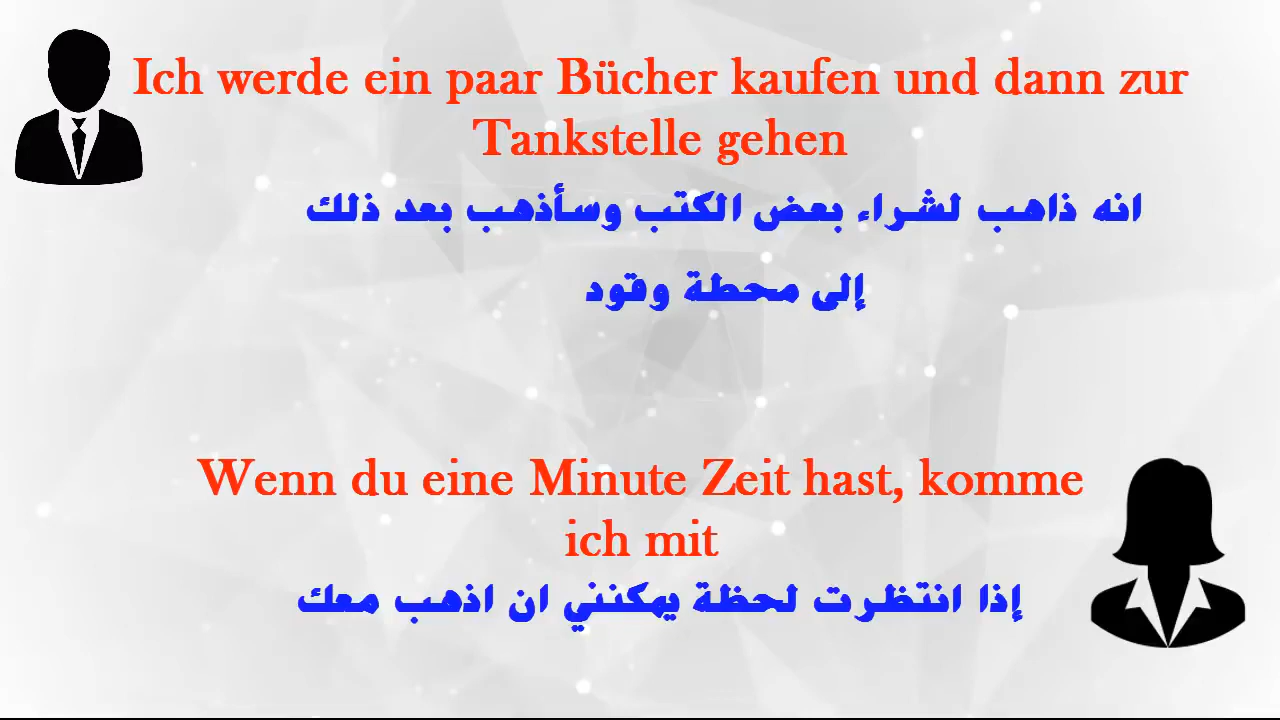 Ich werde ein paar Bücher kaufen und dann zur
Tankstelle gehen
انه ذاهب لشراء بعض الكتب وسأذهب بعد ذلك
إلى محطة وقود
Wenn du eine Minute Zeit hast, komme
ich mit
إذا انتظرت لحظة يمكنني ان اذهب معك